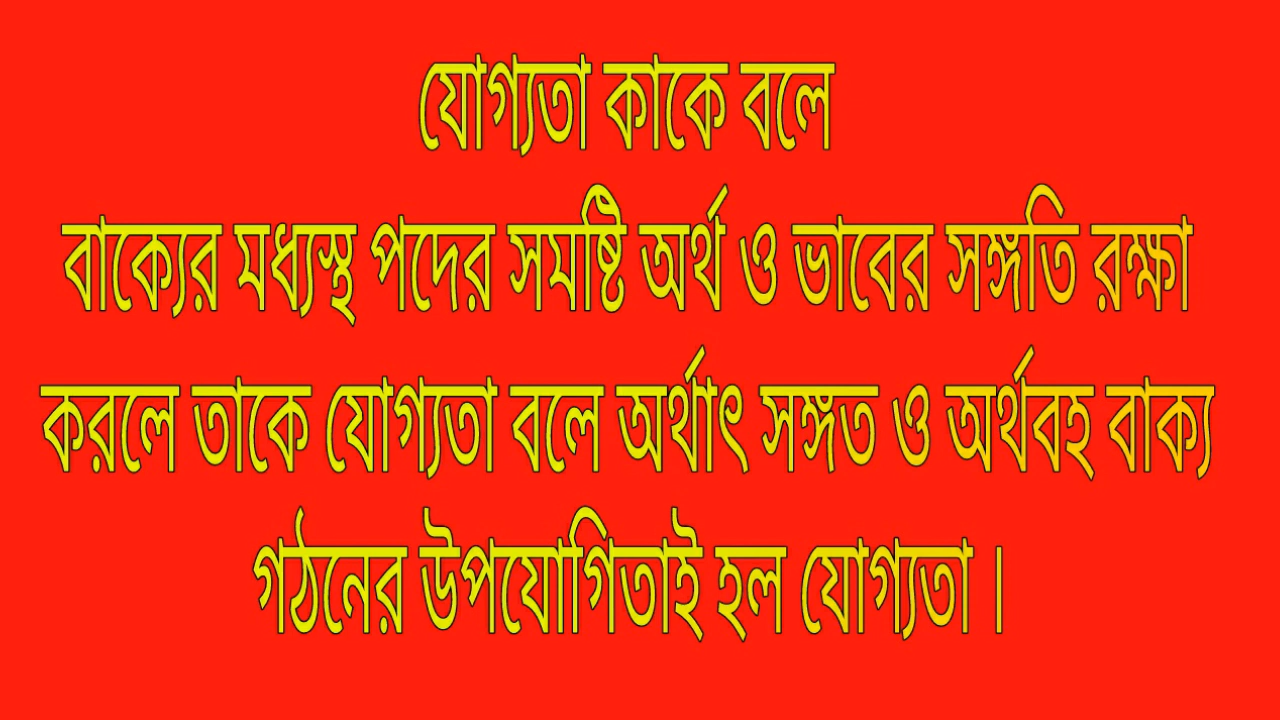 যোগ্যতা কাকে বলে
বাক্যের মধ্যস্থ পদের সমষ্টি অর্থ ও ভাবের সঙ্গতি রক্ষা
করলে তাকে যোগ্যতা বলে অর্থাৎ সঙ্গত ও অর্থবহ বাক্য
গঠনের উপযোগিতাই হল যোগ্যতা ।